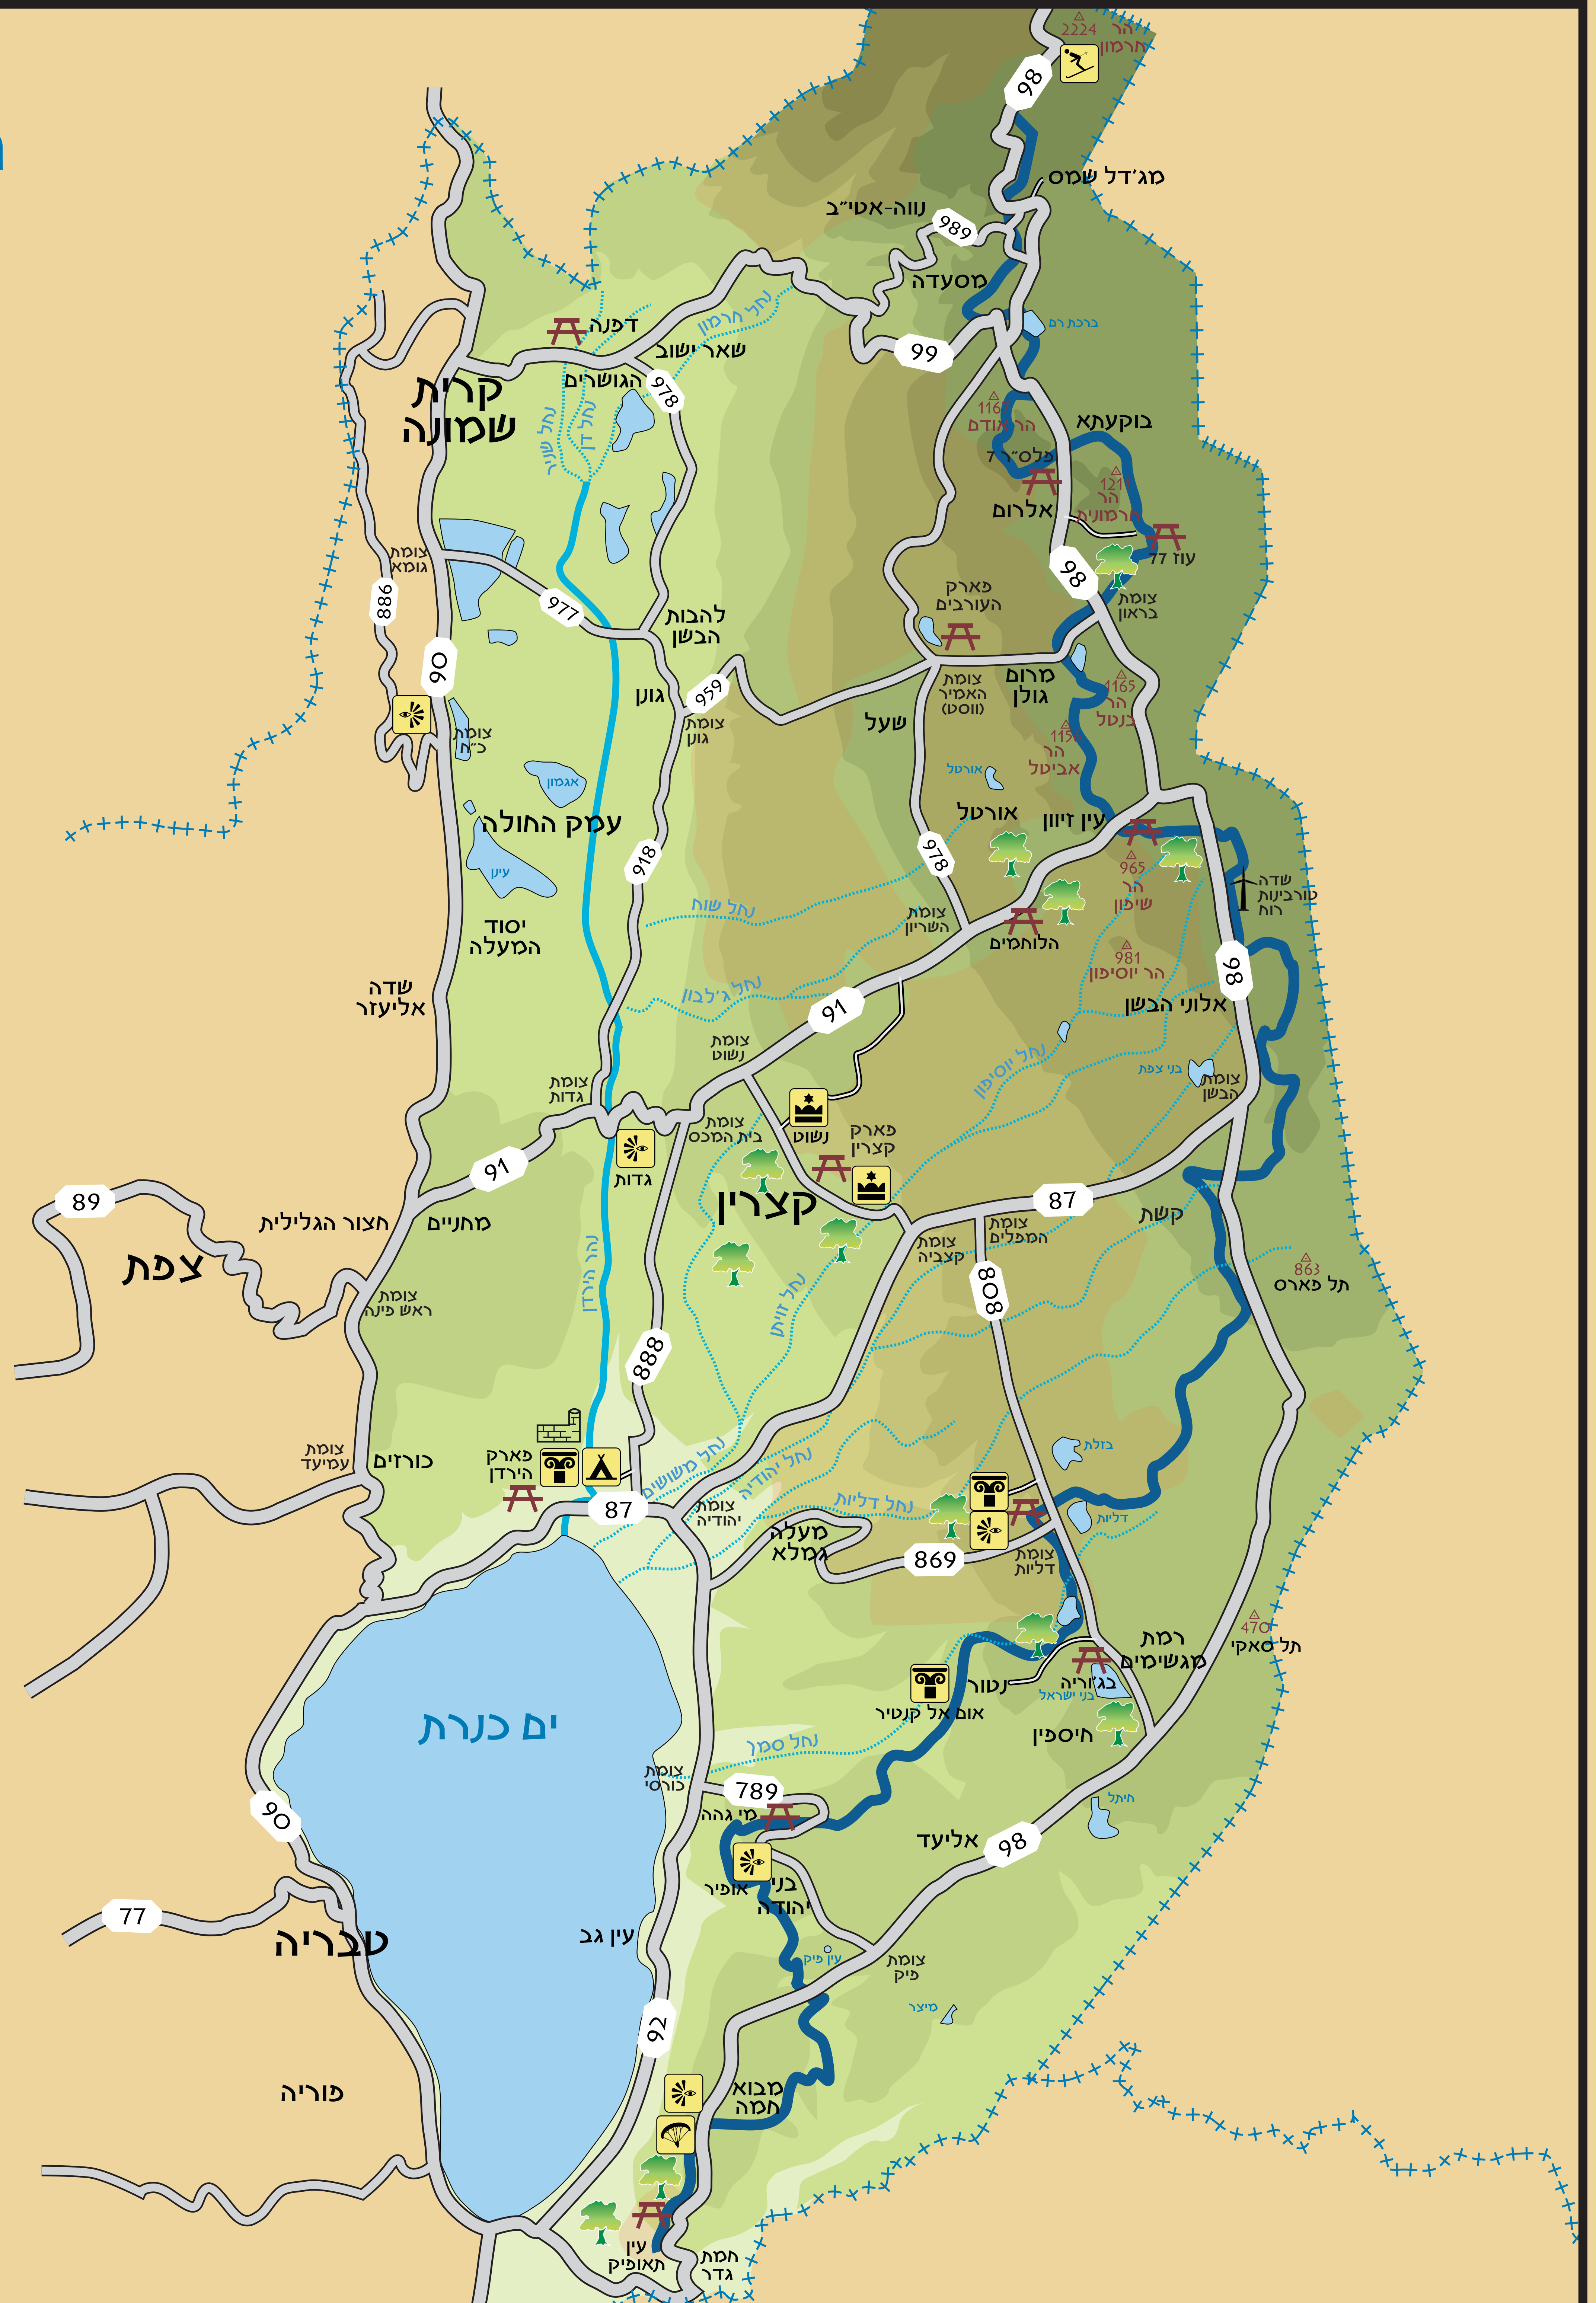 2224
הר
חרמון
98
מג'דל שמס
נווה-אטי״ב
989
מסעדה
ברכת רם
99
דפנה
נחל חרמון
שאר ישוב
הגושרים
978
קרית
שמונה
נחל שניר
נחל דן
הר אודם
בוקעתא
פלס״ר 7
אלרום
הר
חרמונית
עוז 77
98
צומת
בראון
צומת
גומא
886
977
90
להבות
הבשן
פארק
העורבים
גונן
959
צומת
גונן
צומת
האמיר
(ווסט)
מרום
גולן
1165
הר
בנטל
שעל
הר
אביטל
צומת
כ״ח
אגמון
עמק החולה
עינן
אורטל
אורטל
עין זיוון
918
978
965
הר
שיפון
שדה
טורבינות
רוח
נחל שוח
צומת
השריון
הלוחמים
981
הר יוסיפון
98
יסוד
המעלה
שדה
אליעזר
נחל ג'לבון
91
אלוני הבשן
צומת
נשוט
נחל יוסיפון
בני צפת
צומת
הבשן
צומת
גדות
צומת
בית המכס
נשוט
פארק
קצרין
91
גדות
קצרין
87
קשת
89
חצור הגלילית
מחניים
צפת
צומת
קצביה
צומת
המפלים
נהר הירדן
נחל זויתן
808
863
תל פארס
צומת
ראש פינה
888
צומת
עמיעד
כורזים
פארק
הירדן
87
נחל משושים
נחל יהודיה
צומת
יהודיה
נחל דליות
בזלת
דליות
מעלה
גמלא
869
צומת
דליות
470
תל סאקי
רמת
מגשימים
בג'וריה
בני ישראל
נטור
אום אל קנטיר
חיספין
ים כנרת
נחל סמך
צומת
כורסי
789
מי גהה
חיתל
90
אליעד
98
אופיר
בני
יהודה
77
טבריה
עין גב
עין פיק
צומת
פיק
מיצר
92
פוריה
מבוא
חמה
עין
תאופיק
חמת
גדר